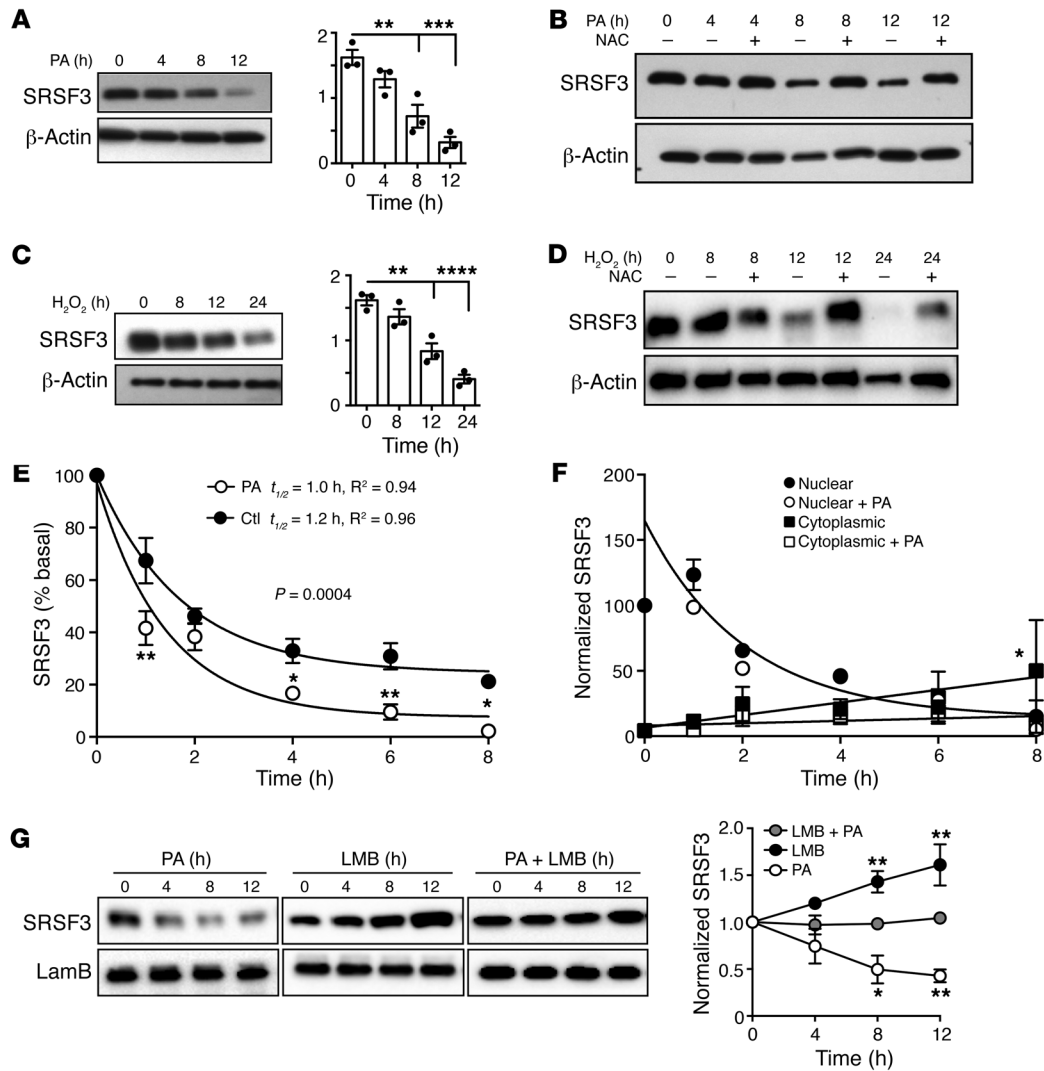 A
PA (h) 0 4 8 12
SRSF3
β-Actin
** ***
2
1
0
0 4 8 12
Time (h)
B
PA (h) 0 4 4 8 8 12 12
NAC – – + – + – +
SRSF3
β-Actin
C
H2O2 (h) 0 8 12 24
SRSF3
β-Actin
** ****
2
1
0
0 8 12 24
Time (h)
D
H2O2 (h) 0 8 8 12 12 24 24
NAC – – + – + – +
SRSF3
β-Actin
E
SRSF3 (% basal)
100
80
60
40
20
0
PA t1/2 = 1.0 h, R2 = 0.94
Ctl t1/2 = 1.2 h, R2 = 0.96
P = 0.0004
**
*
**
*
0 2 4 6 8
Time (h)
F
Normalized SRSF3
200
150
100
50
0
Nuclear
Nuclear + PA
Cytoplasmic
Cytoplasmic + PA
*
0 2 4 6 8
Time (h)
G
PA (h) LMB (h) PA + LMB (h)
0 4 8 12 0 4 8 12 0 4 8 12
SRSF3
LamB
Normalized SRSF3
2.0
1.5
1.0
0.5
0
LMB + PA
LMB
PA
** **
* **
0 4 8 12
Time (h)